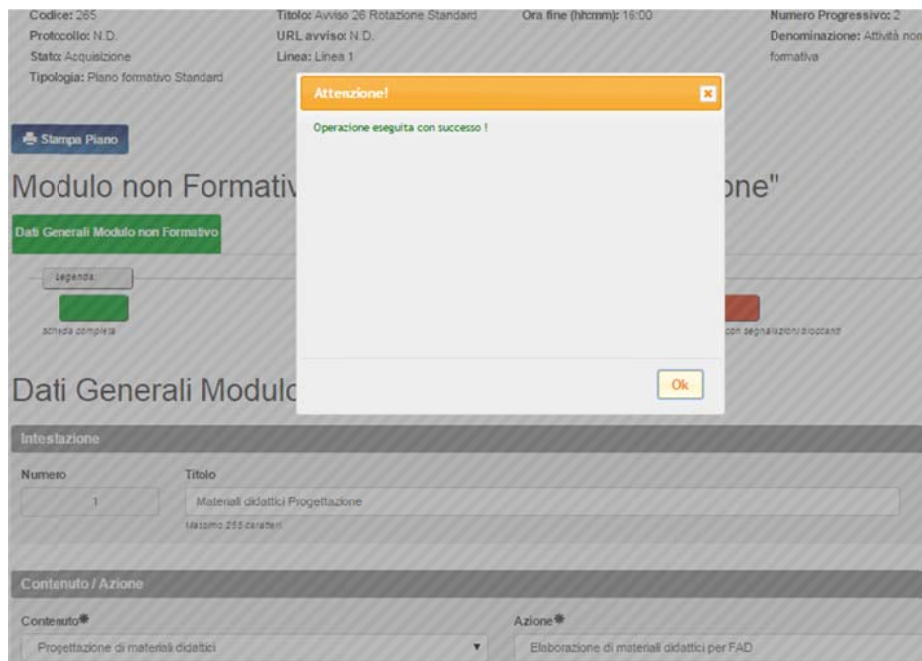 Codice: 265
Titolo: Avviso 26 Rotazione Standard
Ora fine (hh:mm): 16:00
Numero Progressivo: 2
Protocollo: N.D.
URL avviso: N.D.
Denominazione: Attività non
Stato: Acquisizione
Linea: Linea 1
formativa
Tipologia: Piano formativo Standard
Attenzione!
Operazione eseguita con successo !
Stampa Piano
Modulo non Formativ
one"
Dati Generali Modulo non Formativo
Legenda:
scheda completa
con segnalazioni bloccanti
Ok
Dati Generali Modulo
Intestazione
Numero
Titolo
1
Materiali didattici Progettazione
Massimo 255 caratteri
Contenuto / Azione
Contenuto*
Azione*
Progettazione di materiali didattici
Elaborazione di materiali didattici per FAD